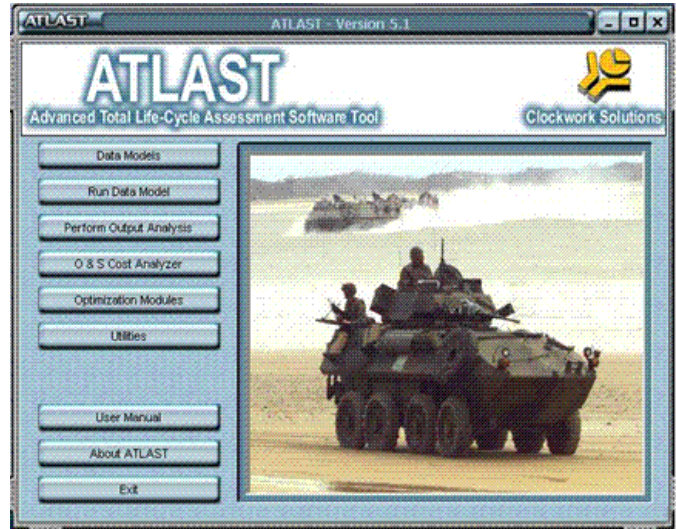 ATLAST
ATLAST - Version 5.1
ATLAST
Advanced Total Life-Cycle Assessment Software Tool
Clockwork Solutions
Data Models
Run Data Model
Perform Output Analysis
O & S Cost Analyzer
Optimization Modules
Utilities
User Manual
About ATLAST
Exit